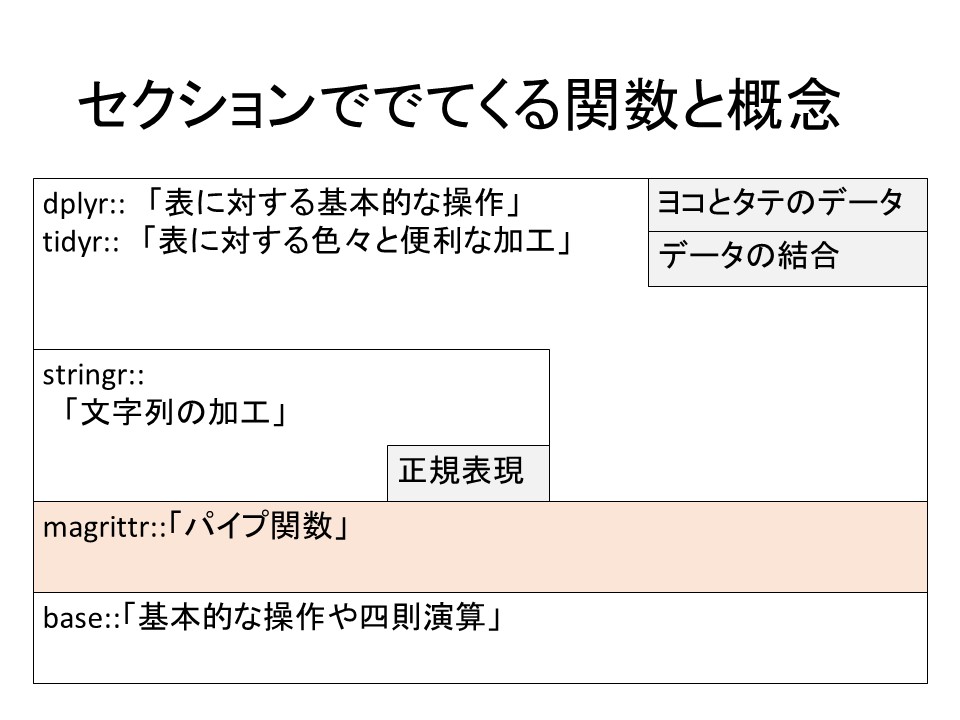 セクションででてくる関数と概念
dplyr:: 「表に対する基本的な操作」
tidyr:: 「表に対する色々と便利な加工」
ヨコとタテのデータ
データの結合
stringr::
「文字列の加工」
正規表現
magrittr::「パイプ関数」
base::「基本的な操作や四則演算」